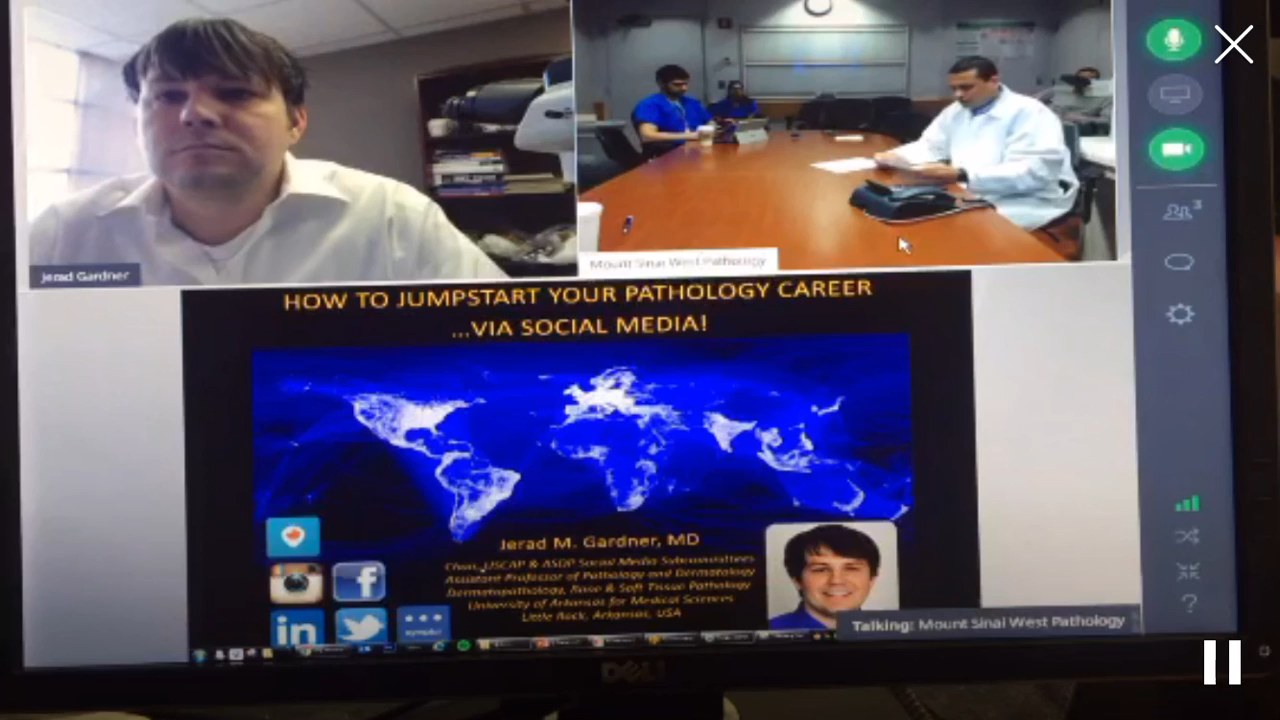 Jerad Gardner
Mount Sinai West Pathology
3
HOW TO JUMPSTART YOUR PATHOLOGY CAREER
...VIA SOCIAL MEDIA!
Jerad M. Gardner, MD
Chair, USCAP & ASDP Social Media Subcommittees
Assistant Professor of Pathology and Dermatology
Dermatopathology, Bone & Soft Tissue Pathology
University of Arkansas for Medical Sciences
Little Rock, Arkansas, USA
f
in
Talking: Mount Sinai West Pathology
?
DELL